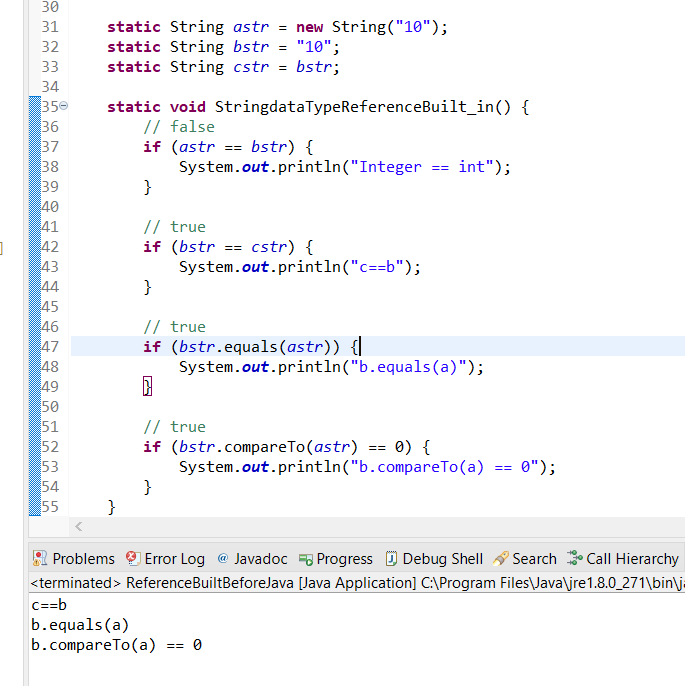 30
31 static String astr = new String("10");
32 static String bstr = "10";
33 static String cstr = bstr;
34
35 static void StringdataTypeReferenceBuilt_in() {
36 // false
37 if (astr == bstr) {
38 System.out.println("Integer == int");
39 }
40
41 // true
42 if (bstr == cstr) {
43 System.out.println("c==b");
44 }
45
46 // true
47 if (bstr.equals(astr)) {
48 System.out.println("b.equals(a)");
49 }
50
51 // true
52 if (bstr.compareTo(astr) == 0) {
53 System.out.println("b.compareTo(a) == 0");
54 }
55 }
Problems Error Log Javadoc Progress Debug Shell Search Call Hierarchy
<terminated> ReferenceBuiltBeforeJava [Java Application] C:\Program Files\Java\jre1.8.0_271\bin\ja
c==b
b.equals(a)
b.compareTo(a) == 0